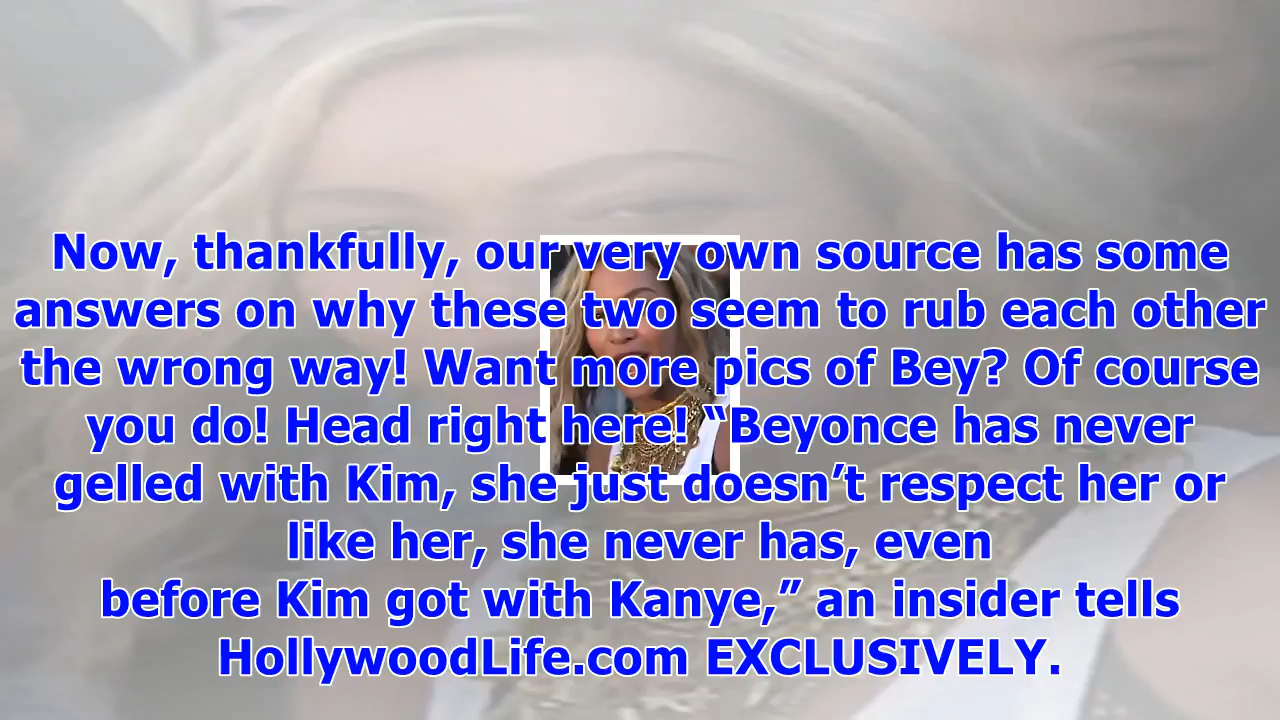 Now, thankfully, our very own source has some
answers on why these two seem to rub each other
the wrong way! Want more pics of Bey? Of course
you do! Head right here! “Beyonce has never
gelled with Kim, she just doesn’t respect her or
like her, she never has, even
before Kim got with Kanye,” an insider tells
HollywoodLife.com EXCLUSIVELY.